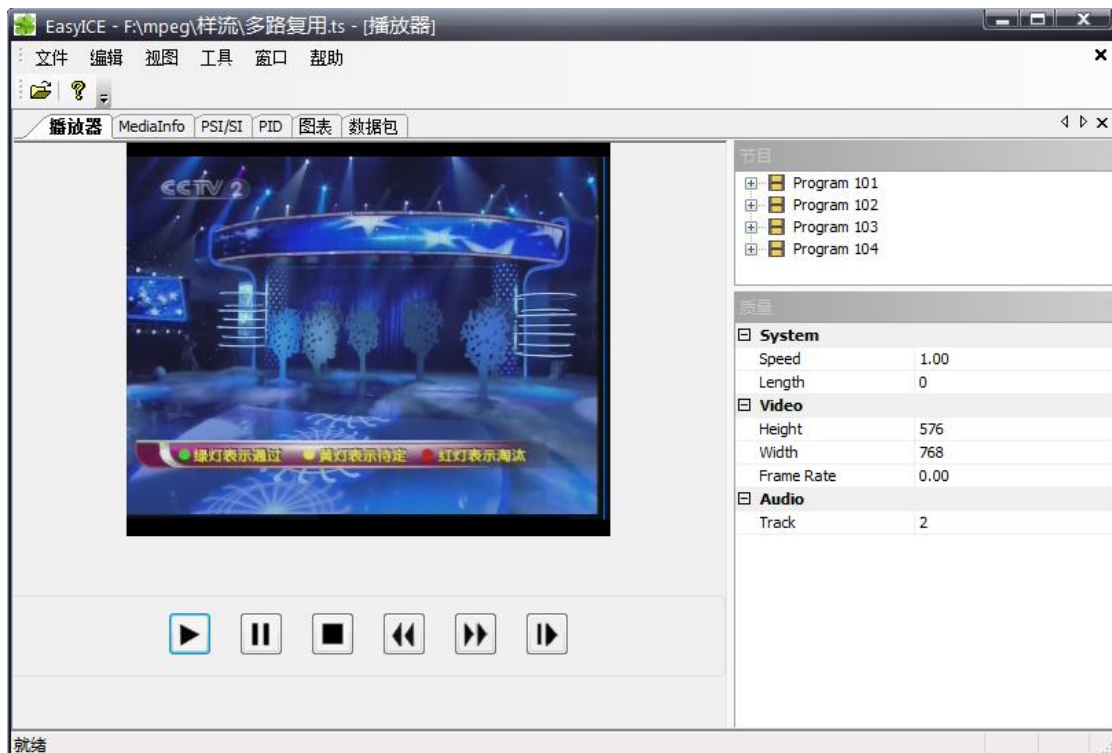 EasyICE - F:\mpeg\样流\多路复用.ts - [播放器]
文件 编辑 视图 工具 窗口 帮助
播放器 MediaInfo PSI/SI PID 图表 数据包
CCTV 2
绿灯表示通过 黄灯表示待定 红灯表示淘汰
节目
Program 101
Program 102
Program 103
Program 104
质量
System
Speed 1.00
Length 0
Video
Height 576
Width 768
Frame Rate 0.00
Audio
Track 2
就绪